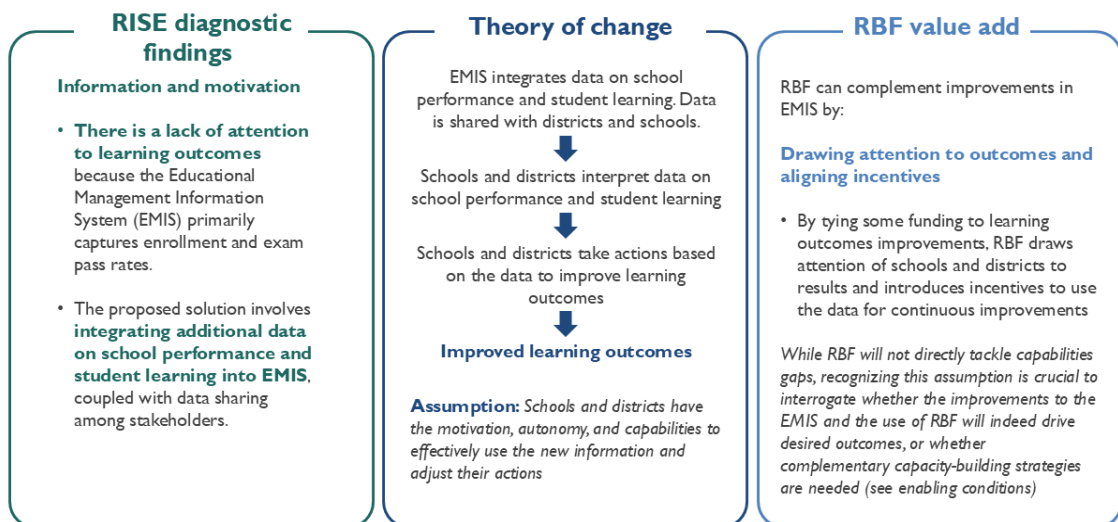 RISE diagnostic
findings
Information and motivation
• There is a lack of attention
to learning outcomes
because the Educational
Management Information
System (EMIS) primarily
captures enrollment and exam
pass rates.
• The proposed solution involves
integrating additional data
on school performance and
student learning into EMIS,
coupled with data sharing
among stakeholders.
Theory of change
EMIS integrates data on school
performance and student learning. Data
is shared with districts and schools.
Schools and districts interpret data on
school performance and student learning
Schools and districts take actions based
on the data to improve learning
outcomes
Improved learning outcomes
Assumption: Schools and districts have
the motivation, autonomy, and capabilities to
effectively use the new information and
adjust their actions
RBF value add
RBF can complement improvements in
EMIS by:
Drawing attention to outcomes and
aligning incentives
• By tying some funding to learning
outcomes improvements, RBF draws
attention of schools and districts to
results and introduces incentives to use
the data for continuous improvements
While RBF will not directly tackle capabilities
gaps, recognizing this assumption is crucial to
interrogate whether the improvements to the
EMIS and the use of RBF will indeed drive
desired outcomes, or whether
complementary capacity-building strategies
are needed (see enabling conditions)